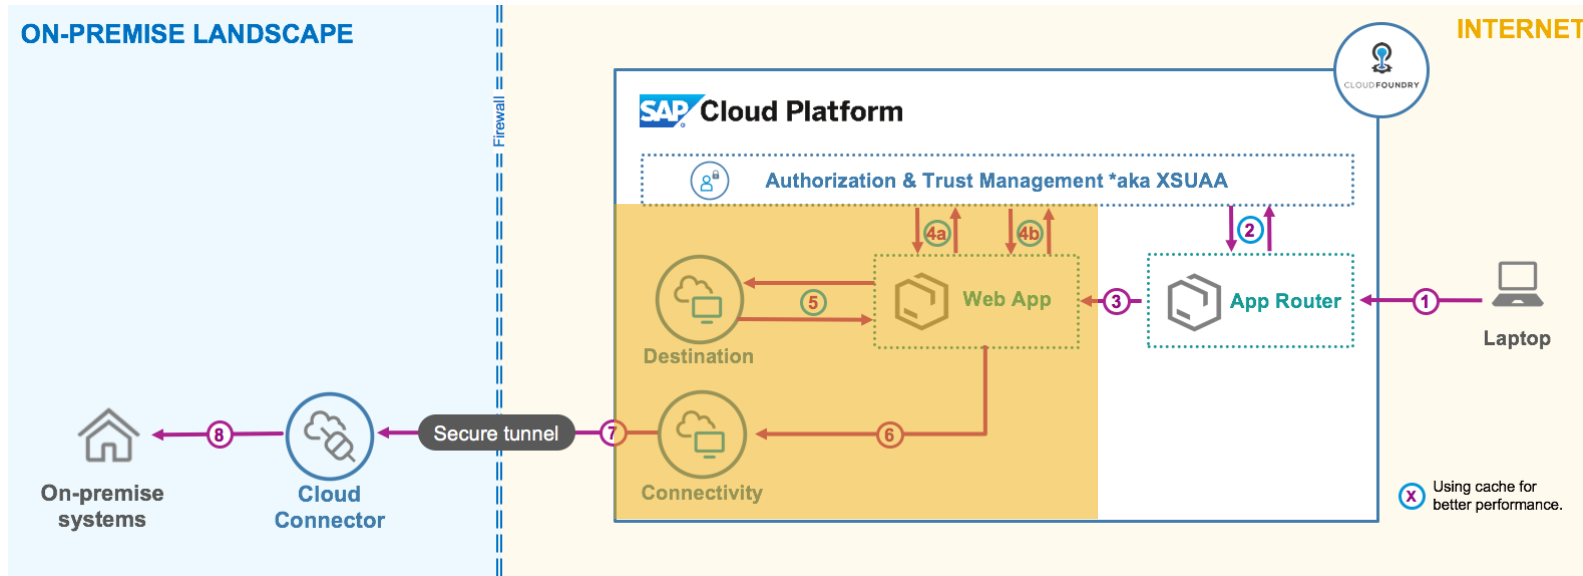 ON-PREMISE LANDSCAPE
INTERNET
CLOUDFOUNDRY
Firewall
SAP Cloud Platform
Authorization & Trust Management *aka XSUAA
4a
4b
2
5
Web App
3
App Router
1
Destination
Laptop
8
Secure tunnel
7
6
On-premise
systems
Cloud
Connector
Connectivity
X
Using cache for
better performance.